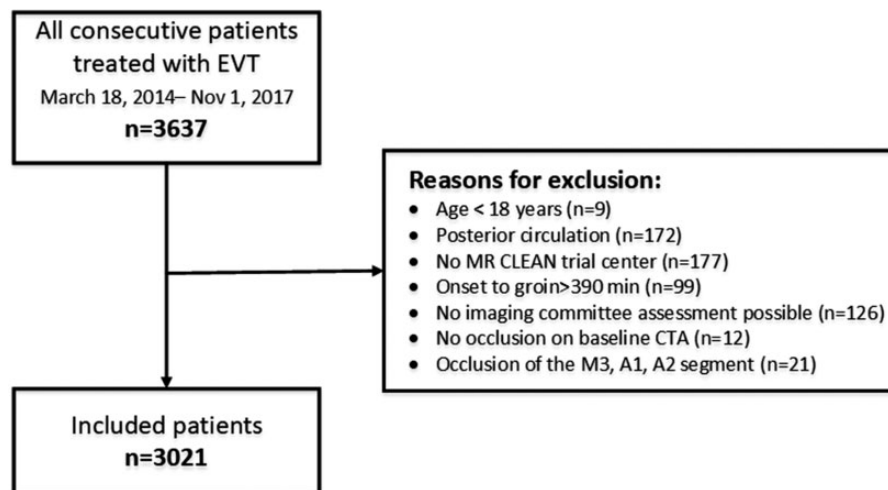 All consecutive patients
treated with EVT
March 18, 2014– Nov 1, 2017
n=3637
Reasons for exclusion:
• Age < 18 years (n=9)
• Posterior circulation (n=172)
• No MR CLEAN trial center (n=177)
• Onset to groin>390 min (n=99)
• No imaging committee assessment possible (n=126)
• No occlusion on baseline CTA (n=12)
• Occlusion of the M3, A1, A2 segment (n=21)
Included patients
n=3021